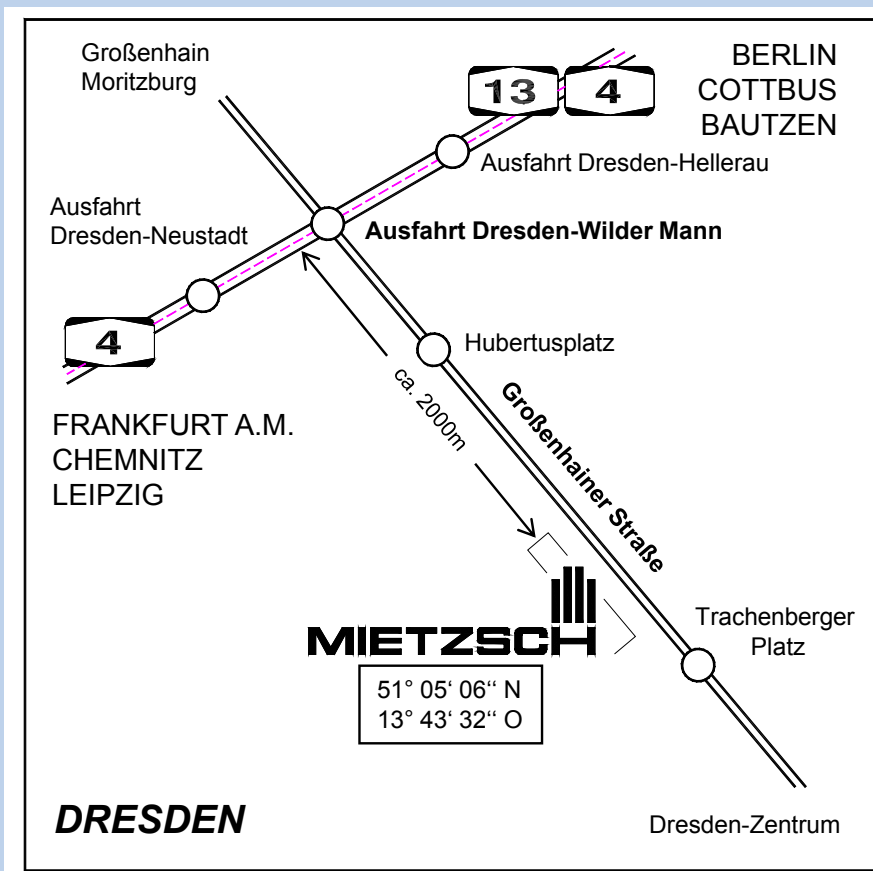 Großenhain
Moritzburg
BERLIN
COTTBUS
BAUTZEN
13
4
Ausfahrt Dresden-Hellerau
Ausfahrt
Dresden-Neustadt
Ausfahrt Dresden-Wilder Mann
4
Hubertusplatz
ca. 2000m
Großenhainer Straße
FRANKFURT A.M.
CHEMNITZ
LEIPZIG
MIETZSCH
51° 05‘ 06“ N
13° 43‘ 32“ O
Trachenberger
Platz
DRESDEN
Dresden-Zentrum